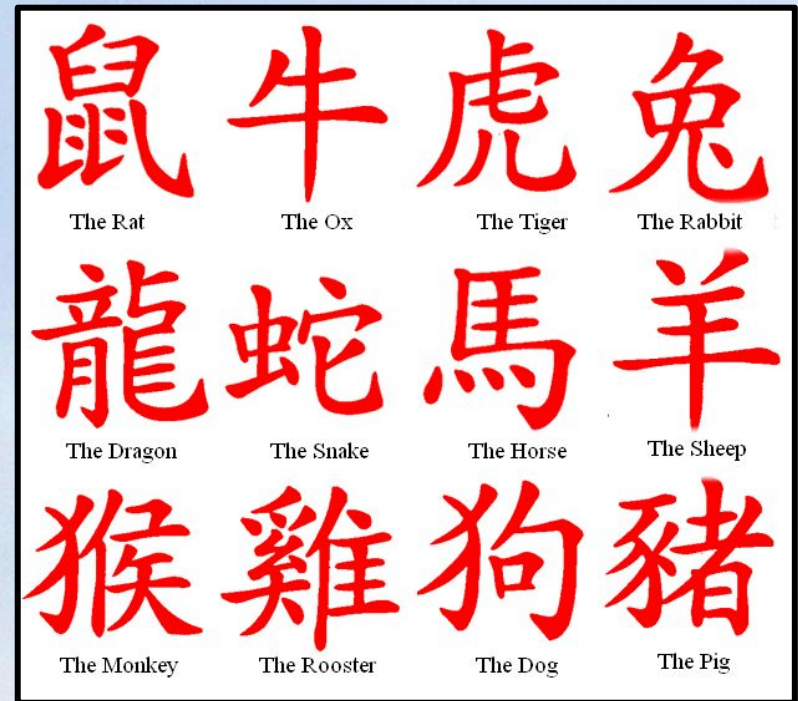 鼠 牛 虎 兔
The Rat The Ox The Tiger The Rabbit
龍 蛇 馬 羊
The Dragon The Snake The Horse The Sheep
猴 雞 狗 豬
The Monkey The Rooster The Dog The Pig